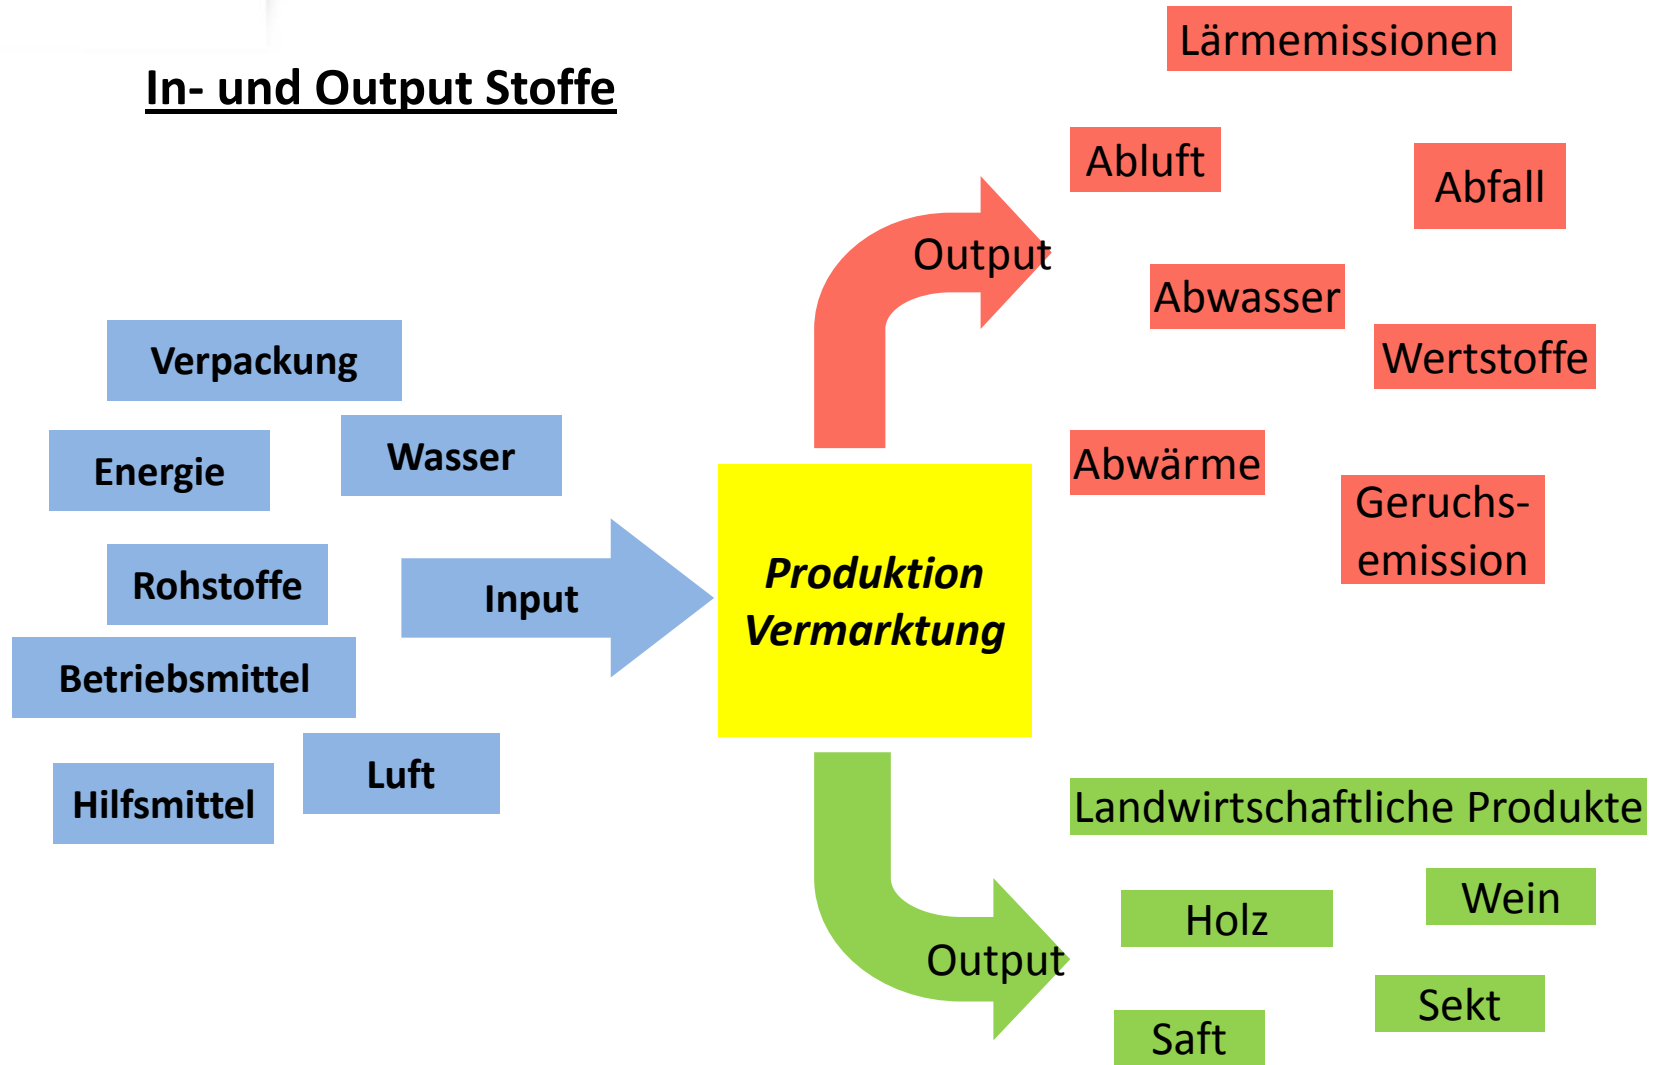 In- und Output Stoffe
Verpackung
Energie
Wasser
Rohstoffe
Betriebsmittel
Hilfsmittel
Luft
Input
Produktion
Vermarktung
Output
Lärmemissionen
Abluft
Abfall
Abwasser
Wertstoffe
Abwärme
Geruchs-
emission
Output
Landwirtschaftliche Produkte
Holz
Wein
Saft
Sekt